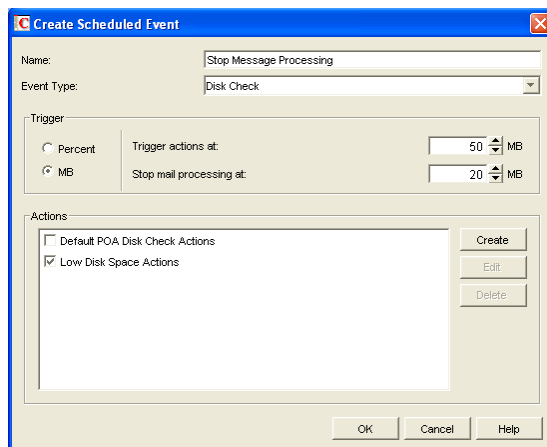 Create Scheduled Event
Name: Stop Message Processing
Event Type: Disk Check
Trigger
Percent
MB
Trigger actions at: 50 MB
Stop mail processing at: 20 MB
Actions
Default POA Disk Check Actions
Low Disk Space Actions
Create
Edit
Delete
OK Cancel Help